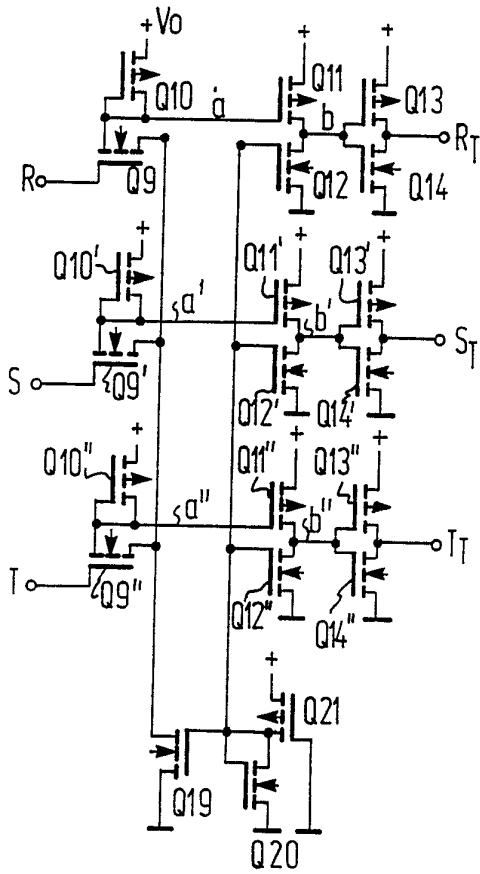 + Vo + +
Q10 Q11 Q13
a b RT
R Q9 Q12 Q14
+ + +
Q10' Q11' Q13'
a' b' ST
S Q9' Q12' Q14'
+ + +
Q10" Q11" Q13"
a" b" TT
T Q9" Q12" Q14"
+
Q21
Q19
Q20